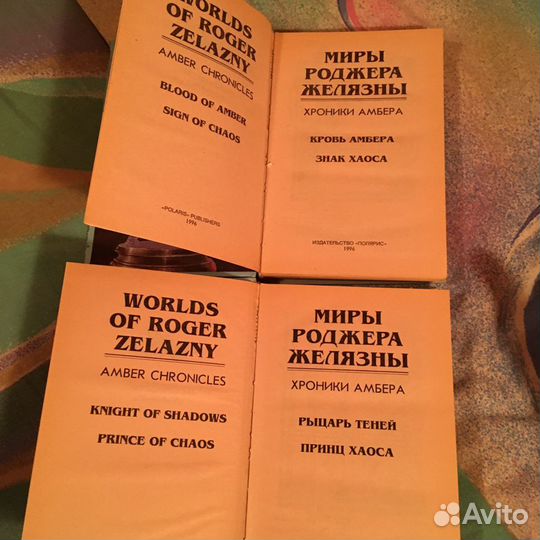 WORLDS
OF ROGER
ZELAZNY
AMBER CHRONICLES
BLOOD OF AMBER
SIGN OF CHAOS
«POLARIS» PUBLISHERS
1996
МИРЫ
РОДЖЕРА
ЖЕЛЯЗНЫ
ХРОНИКИ АМБЕРА
КРОВЬ АМБЕРА
ЗНАК ХАОСА
ИЗДАТЕЛЬСТВО «ПОЛЯРИС»
1996
WORLDS
OF ROGER
ZELAZNY
AMBER CHRONICLES
KNIGHT OF SHADOWS
PRINCE OF CHAOS
МИРЫ
РОДЖЕРА
ЖЕЛЯЗНЫ
ХРОНИКИ АМБЕРА
РЫЦАРЬ ТЕНЕЙ
ПРИНЦ ХАОСА
Avito